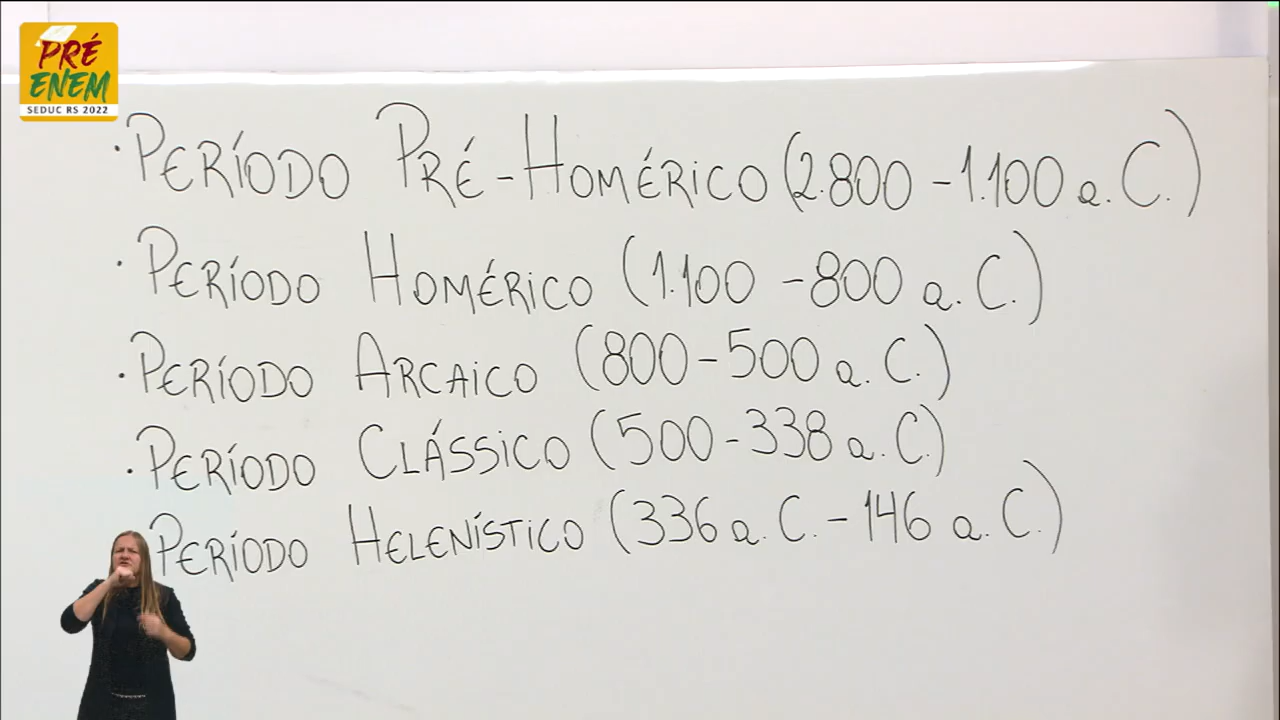 PRÉ
ENEM
SEDUC RS 2022
· PERÍODO PRÉ-HOMÉRICO (2.800 - 1.100 a. C.)
· PERÍODO HOMÉRICO (1.100 - 800 a. C.)
· PERÍODO ARCAICO (800 - 500 a. C.)
· PERÍODO CLÁSSICO (500 - 338 a. C.)
PERÍODO HELENÍSTICO (336 a. C. - 146 a. C.)